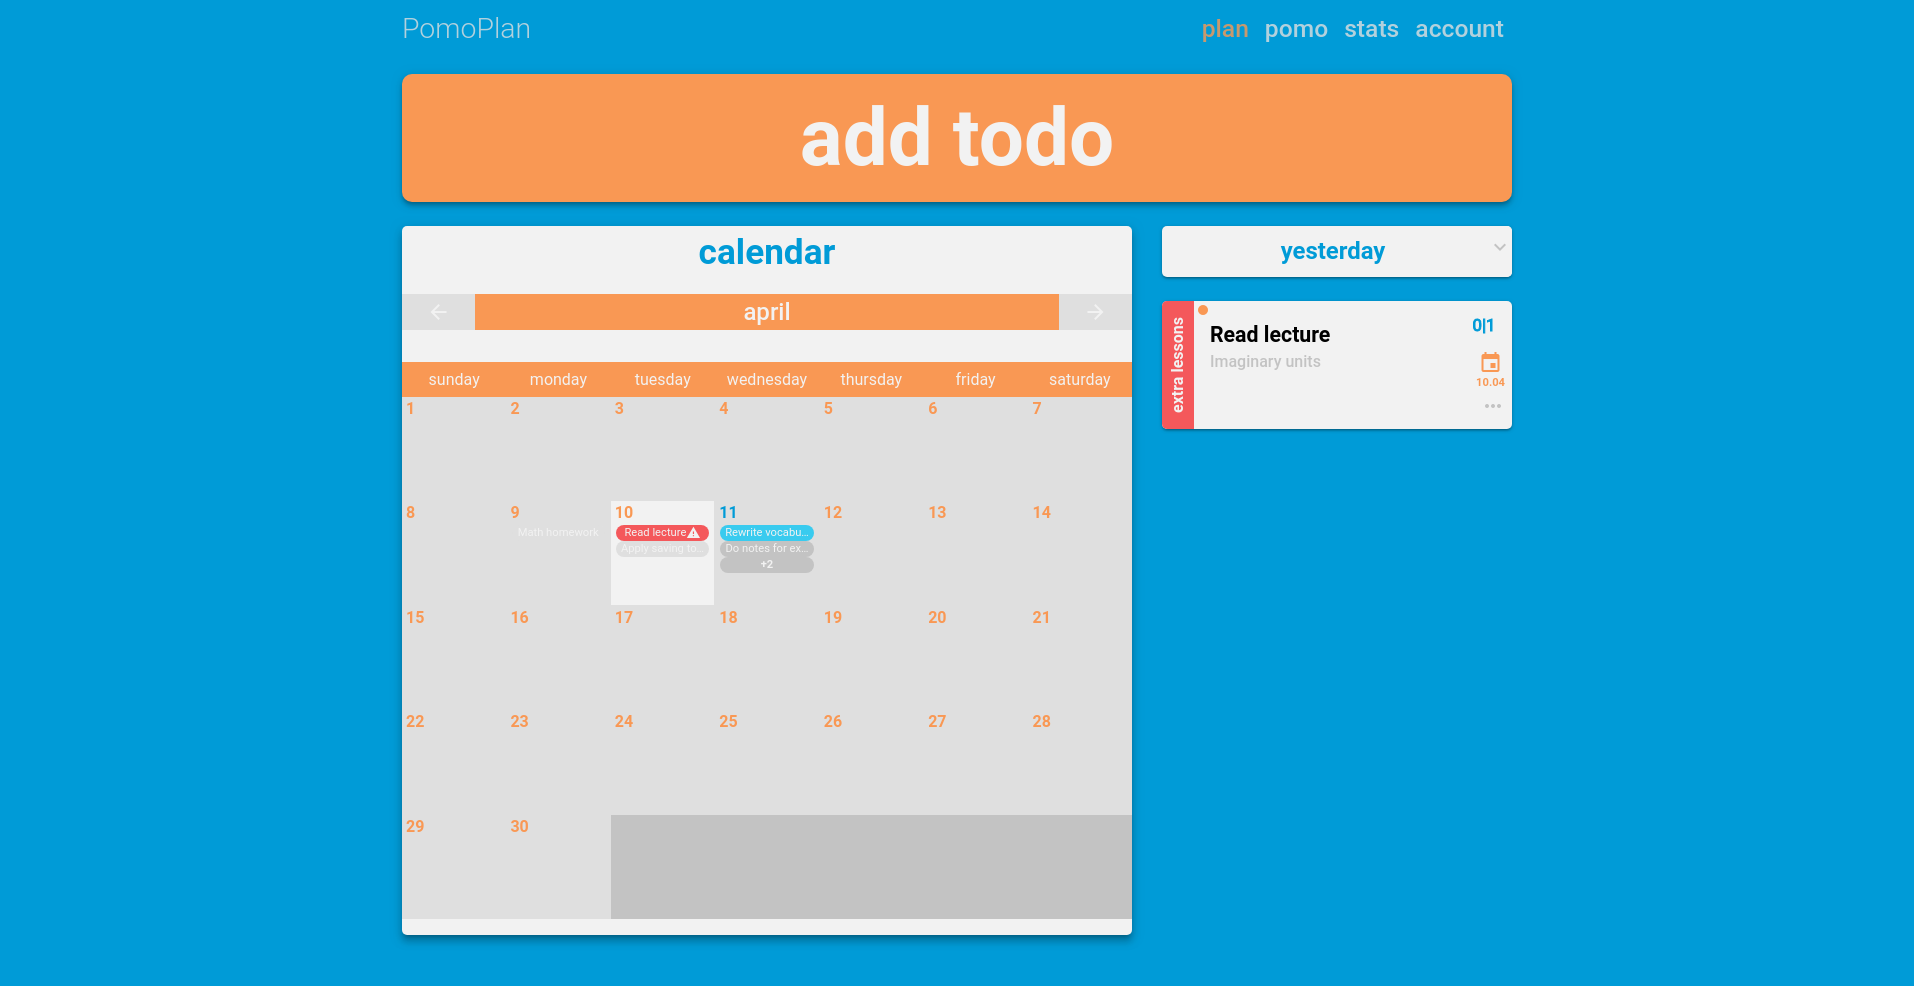 PomoPlan
plan pomo stats account
add todo
calendar
april
sunday monday tuesday wednesday thursday friday saturday
1 2 3 4 5 6 7
8 9 10 11 12 13 14
Math homework Read lecture Rewrite vocabu...
Apply saving to... Do notes for ex...
+2
15 16 17 18 19 20 21
22 23 24 25 26 27 28
29 30
yesterday
extra lessons
Read lecture
0|1
Imaginary units
10.04